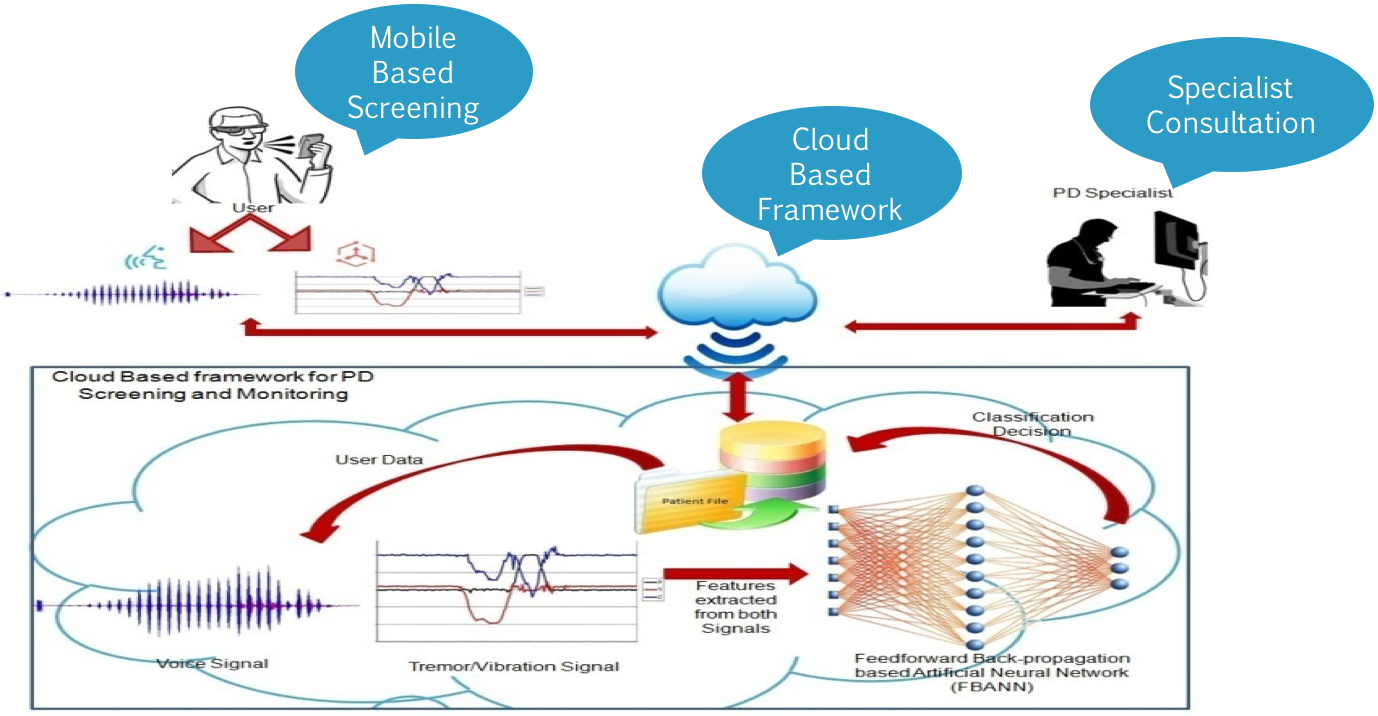 Mobile
Based
Screening
Cloud
Based
Framework
Specialist
Consultation
User
PD Specialist
Cloud Based framework for PD
Screening and Monitoring
User Data
Patient File
Classification
Decision
Features
extracted
from both
Signals
Voice Signal
Tremor/Vibration Signal
Feedforward Back-propagation
based Artificial Neural Network
(FBANN)